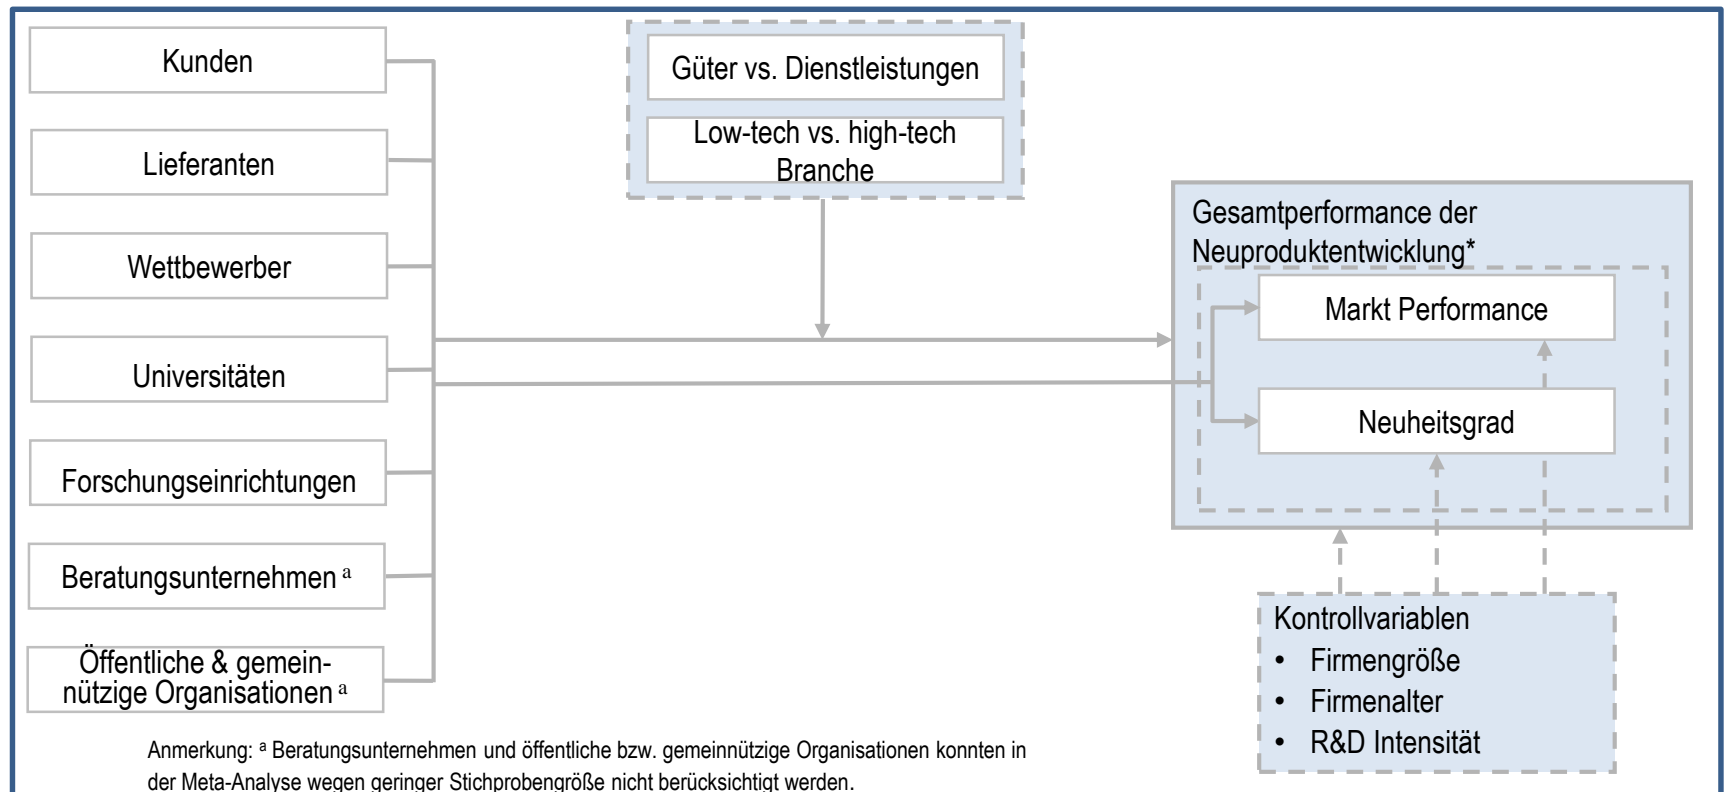 Kunden
Lieferanten
Wettbewerber
Universitäten
Forschungseinrichtungen
Beratungsunternehmen ᵃ
Öffentliche & gemein-
nützige Organisationen ᵃ
Güter vs. Dienstleistungen
Low-tech vs. high-tech
Branche
Gesamtperformance der
Neuproduktentwicklung*
Markt Performance
Neuheitsgrad
Kontrollvariablen
• Firmengröße
• Firmenalter
• R&D Intensität
Anmerkung: ᵃ Beratungsunternehmen und öffentliche bzw. gemeinnützige Organisationen konnten in
der Meta-Analyse wegen geringer Stichprobengröße nicht berücksichtigt werden.